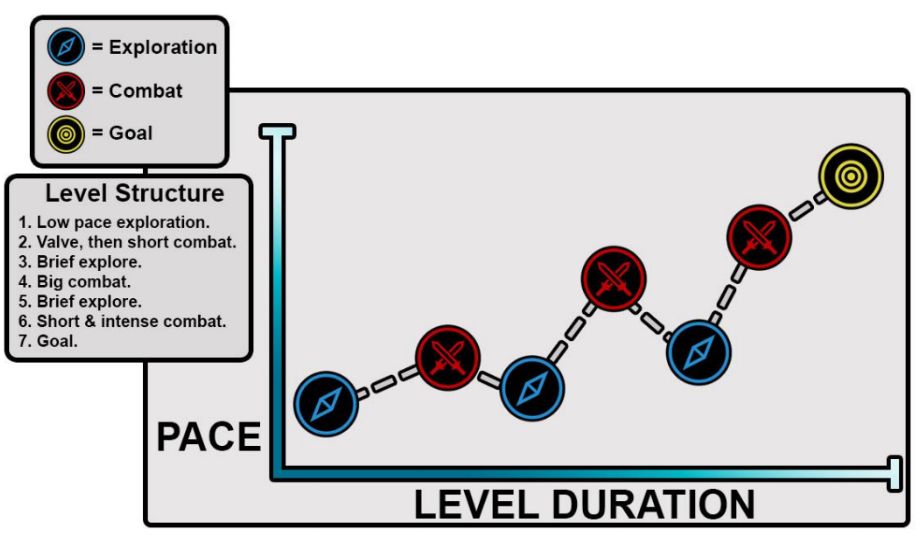 = Exploration
= Combat
= Goal
Level Structure
1. Low pace exploration.
2. Valve, then short combat.
3. Brief explore.
4. Big combat.
5. Brief explore.
6. Short & intense combat.
7. Goal.
PACE
LEVEL DURATION